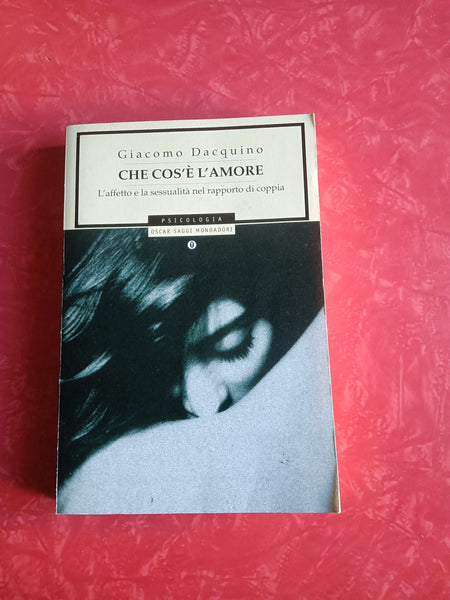 Giacomo Dacquino
CHE COS'È L'AMORE
L'affetto e la sessualità nel rapporto di coppia
PSICOLOGIA
OSCAR SAGGI MONDADORI